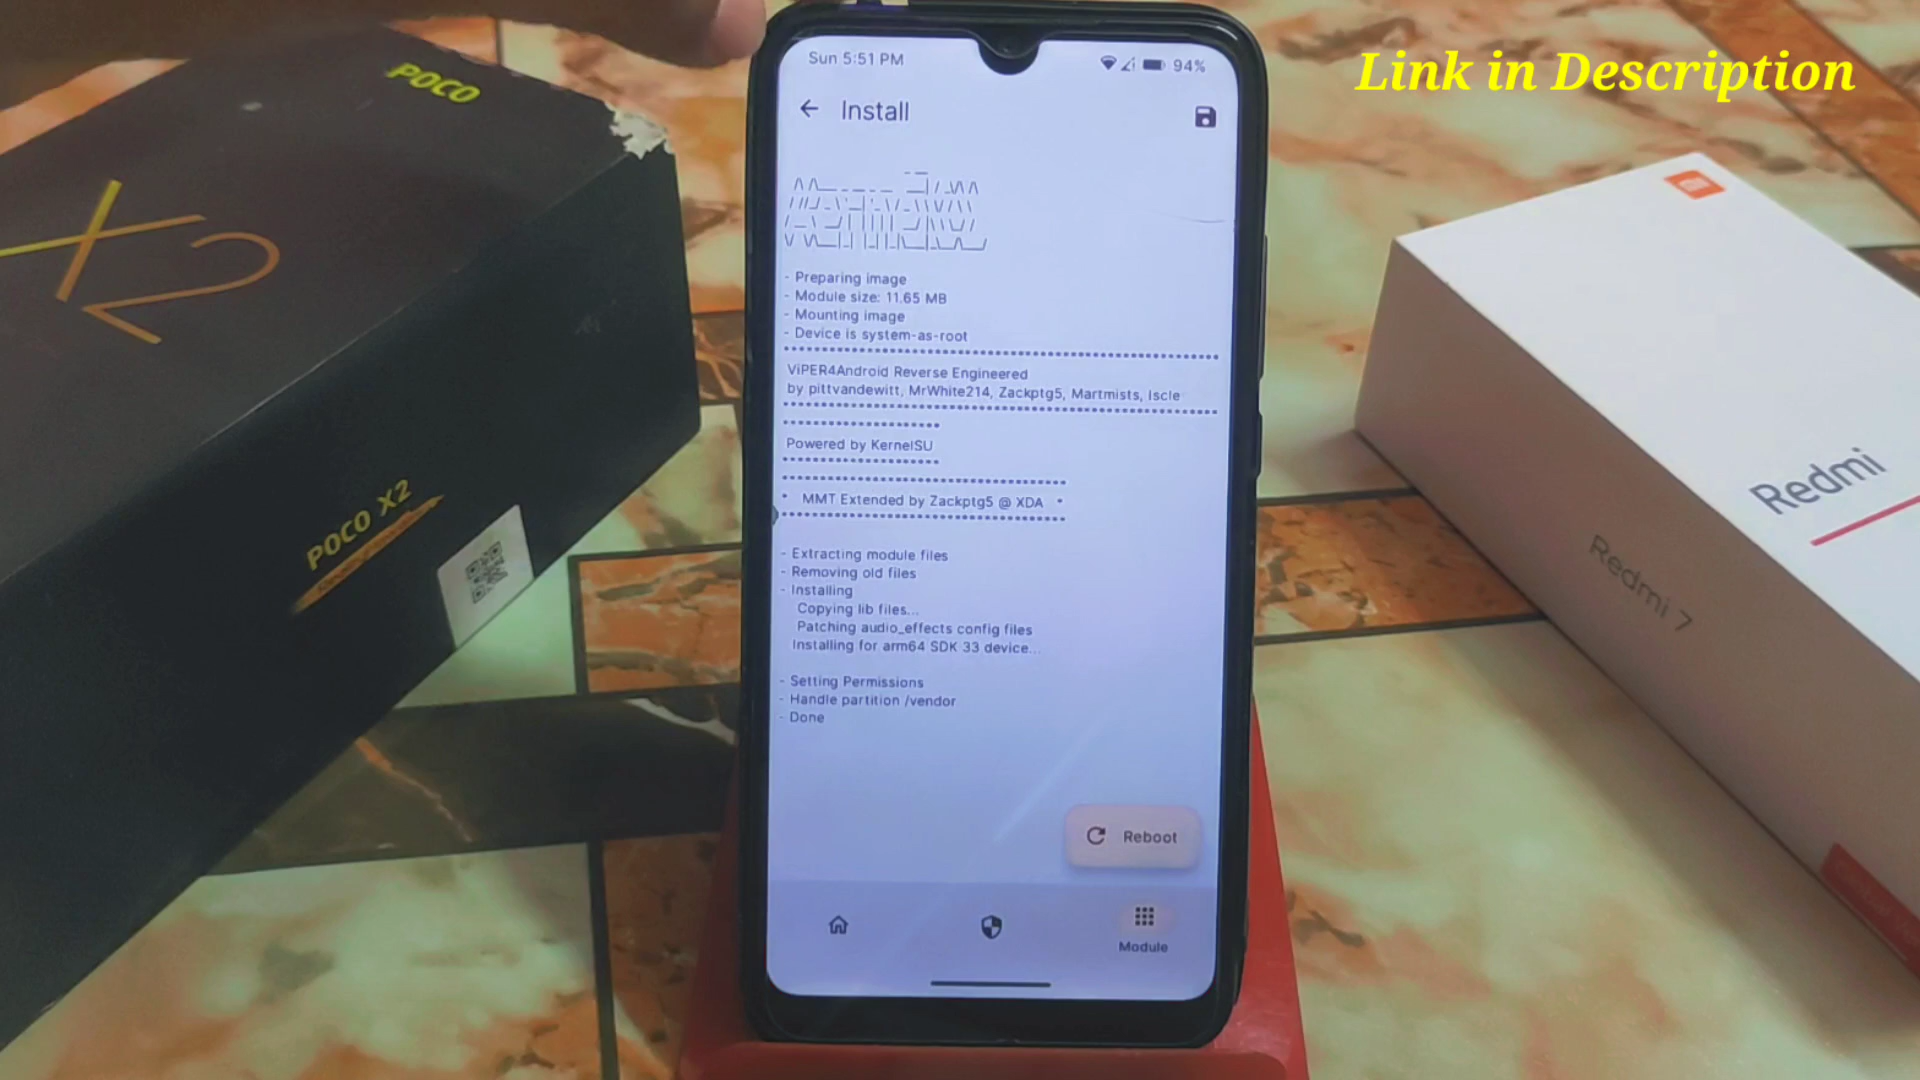 Link in Description
POCO
X2
POCO X2
Sun 5:51 PM
94%
Install
- Preparing image
- Module size: 11.65 MB
- Mounting image
- Device is system-as-root
ViPER4Android Reverse Engineered
by pittvandewitt, MrWhite214, Zackptg5, Martmists, Iscle
Powered by KernelSU
* MMT Extended by Zackptg5 @ XDA *
- Extracting module files
- Removing old files
- Installing
Copying lib files...
Patching audio_effects config files
Installing for arm64 SDK 33 device...
- Setting Permissions
- Handle partition /vendor
- Done
Reboot
Module
Redmi
Redmi 7